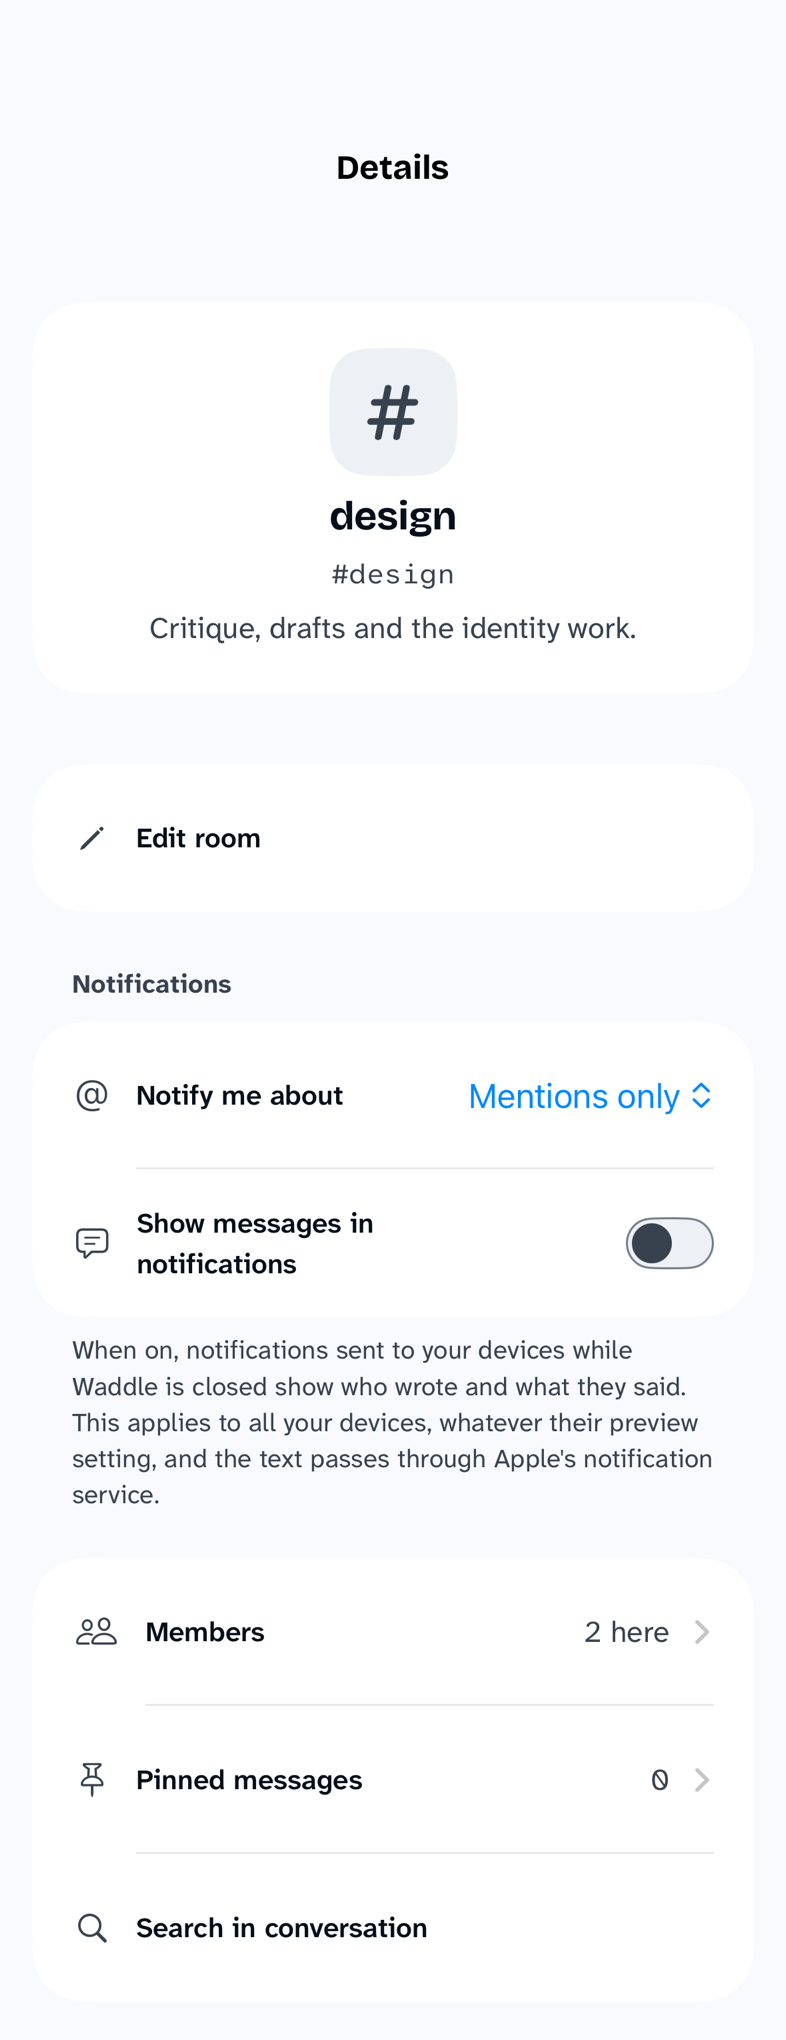 Details
#
design
#design
Critique, drafts and the identity work.
Edit room
Notifications
@ Notify me about Mentions only
Show messages in
notifications
When on, notifications sent to your devices while
Waddle is closed show who wrote and what they said.
This applies to all your devices, whatever their preview
setting, and the text passes through Apple's notification
service.
Members 2 here
Pinned messages 0
Search in conversation